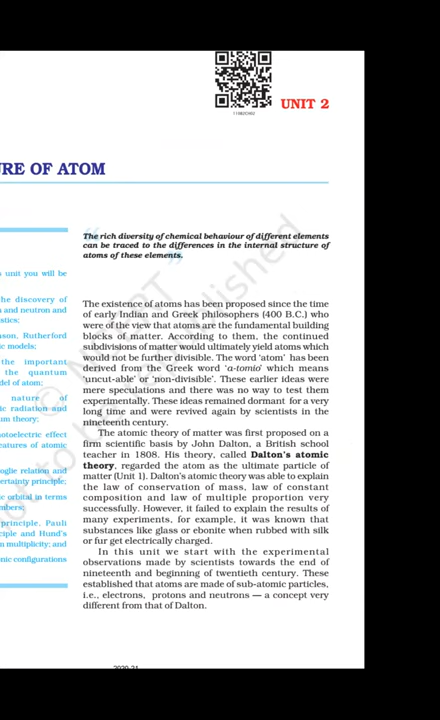 UNIT 2
URE OF ATOM
The rich diversity of chemical behaviour of different elements
can be traced to the differences in the internal structure of
atoms of these elements.
s unit you will be
he discovery of
n and neutron and
stics;
nson, Rutherford
ic models;
the important
the quantum
del of atom;
nature of
ic radiation and
um theory;
hotoelectric effect
eatures of atomic
oglie relation and
certainty principle;
ic orbital in terms
mbers;
principle, Pauli
ciple and Hund's
m multiplicity; and
nic configurations
The existence of atoms has been proposed since the time
of early Indian and Greek philosophers (400 B.C.) who
were of the view that atoms are the fundamental building
blocks of matter. According to them, the continued
subdivisions of matter would ultimately yield atoms which
would not be further divisible. The word 'atom' has been
derived from the Greek word 'a-tomio' which means
'uncut-able' or 'non-divisible'. These earlier ideas were
mere speculations and there was no way to test them
experimentally. These ideas remained dormant for a very
long time and were revived again by scientists in the
nineteenth century.
The atomic theory of matter was first proposed on a
firm scientific basis by John Dalton, a British school
teacher in 1808. His theory, called Dalton's atomic
theory, regarded the atom as the ultimate particle of
matter (Unit 1). Dalton's atomic theory was able to explain
the law of conservation of mass, law of constant
composition and law of multiple proportion very
successfully. However, it failed to explain the results of
many experiments, for example, it was known that
substances like glass or ebonite when rubbed with silk
or fur get electrically charged.
In this unit we start with the experimental
observations made by scientists towards the end of
nineteenth and beginning of twentieth century. These
established that atoms are made of sub-atomic particles,
i.e., electrons, protons and neutrons — a concept very
different from that of Dalton.
2020-21
© NCERT
not to be republished